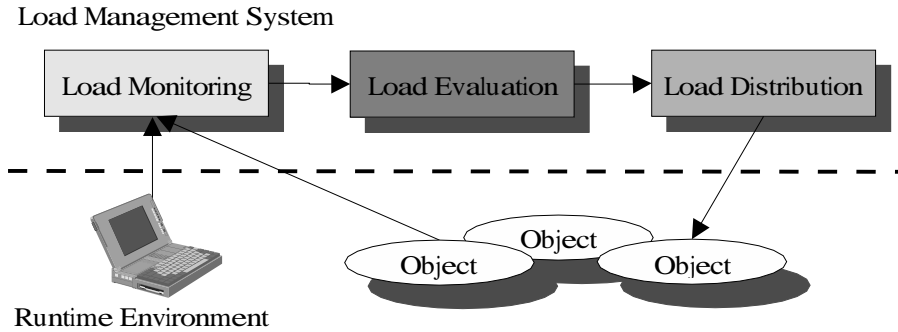 Load Management System
Load Monitoring
Load Evaluation
Load Distribution
Object
Object
Object
Runtime Environment